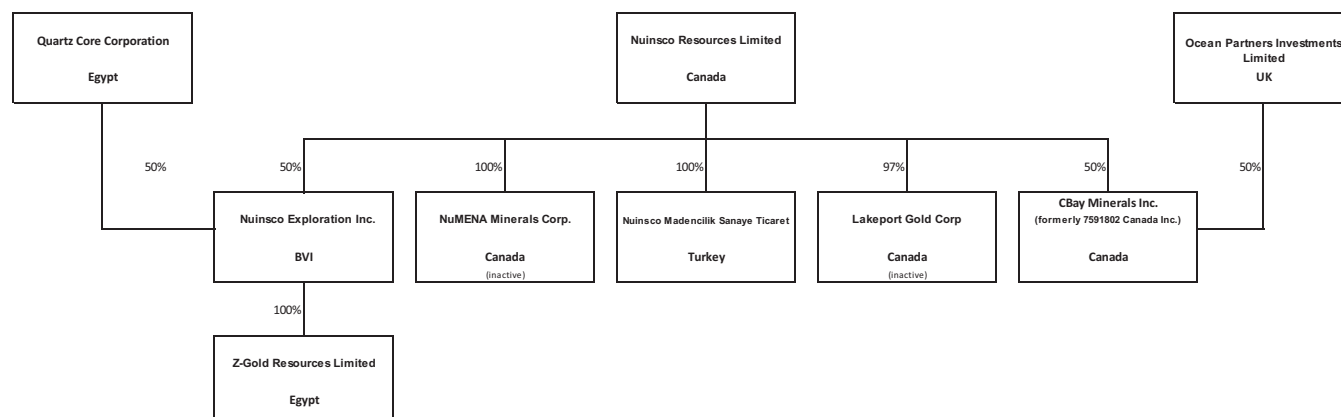 Quartz Core Corporation
Egypt
Nuinsco Resources Limited
Canada
Ocean Partners Investments
Limited
UK
50%
50%
100%
100%
97%
50%
50%
Nuinsco Exploration Inc.
BVI
NuMENA Minerals Corp.
Canada
(inactive)
Nuinsco Madencilik Sanaye Ticaret
Turkey
Lakeport Gold Corp
Canada
(inactive)
CBay Minerals Inc.
(formerly 7591802 Canada Inc.)
Canada
100%
Z-Gold Resources Limited
Egypt